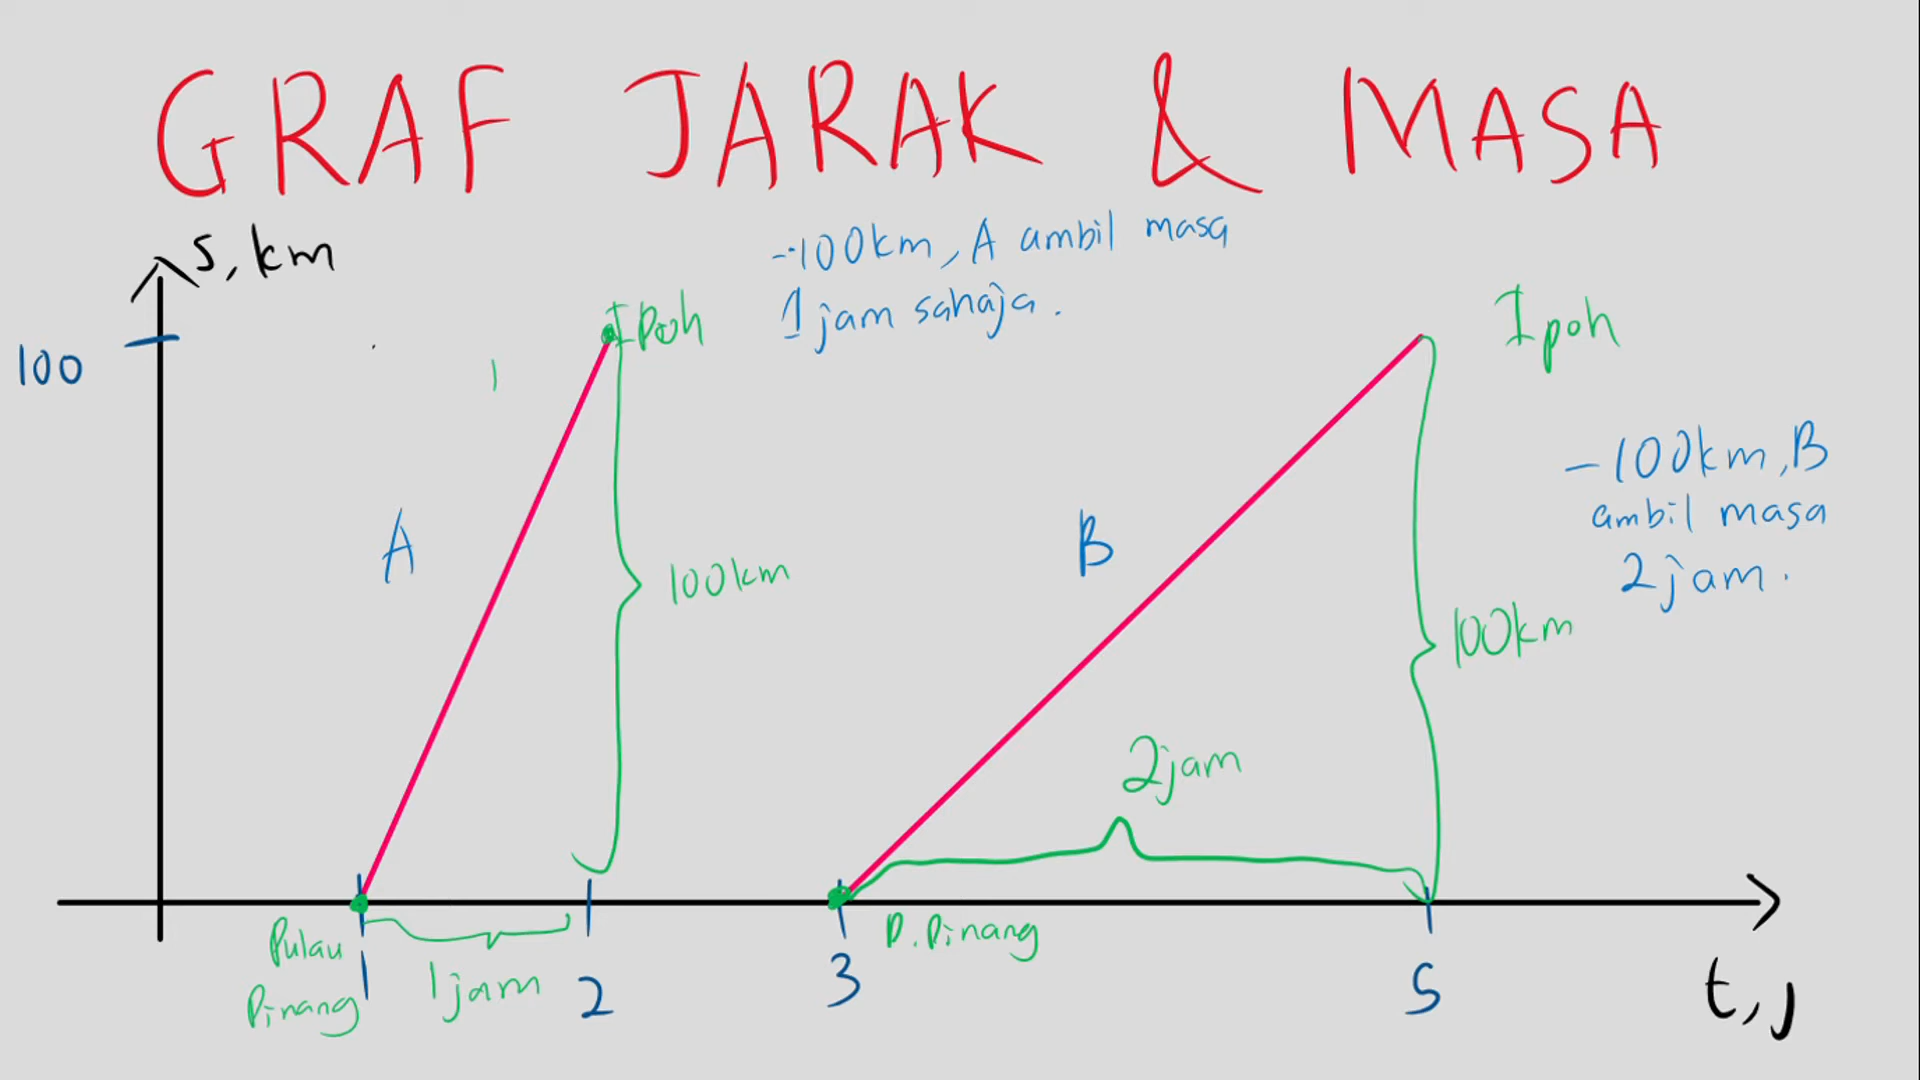 GRAF JARAK & MASA
s, km
-100km, A ambil masa
1 jam sahaja.
100
Ipoh
Ipoh
A
100km
B
-100km, B
ambil masa
2 jam.
100km
2jam
Pulau
Pinang
1
1jam
2
3
P. Pinang
5
t, j